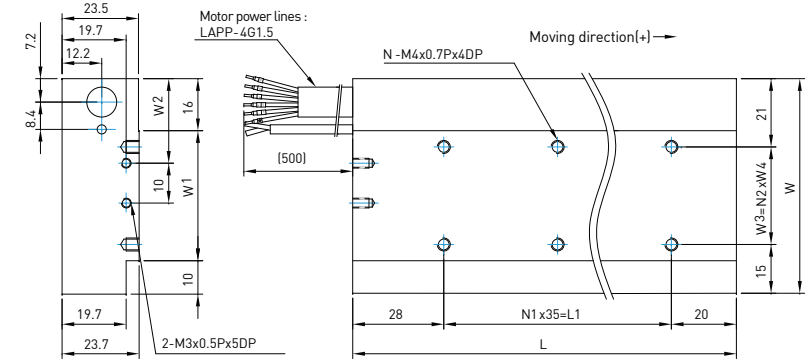 23.5
19.7
12.2
7.2
8.4
W2
16
10
W1
10
19.7
23.7
2-M3x0.5Px5DP
Motor power lines :
LAPP-4G1.5
(500)
N -M4x0.7Px4DP
Moving direction(+)
21
W3=N2xW4
W
15
28
N1x35=L1
20
L